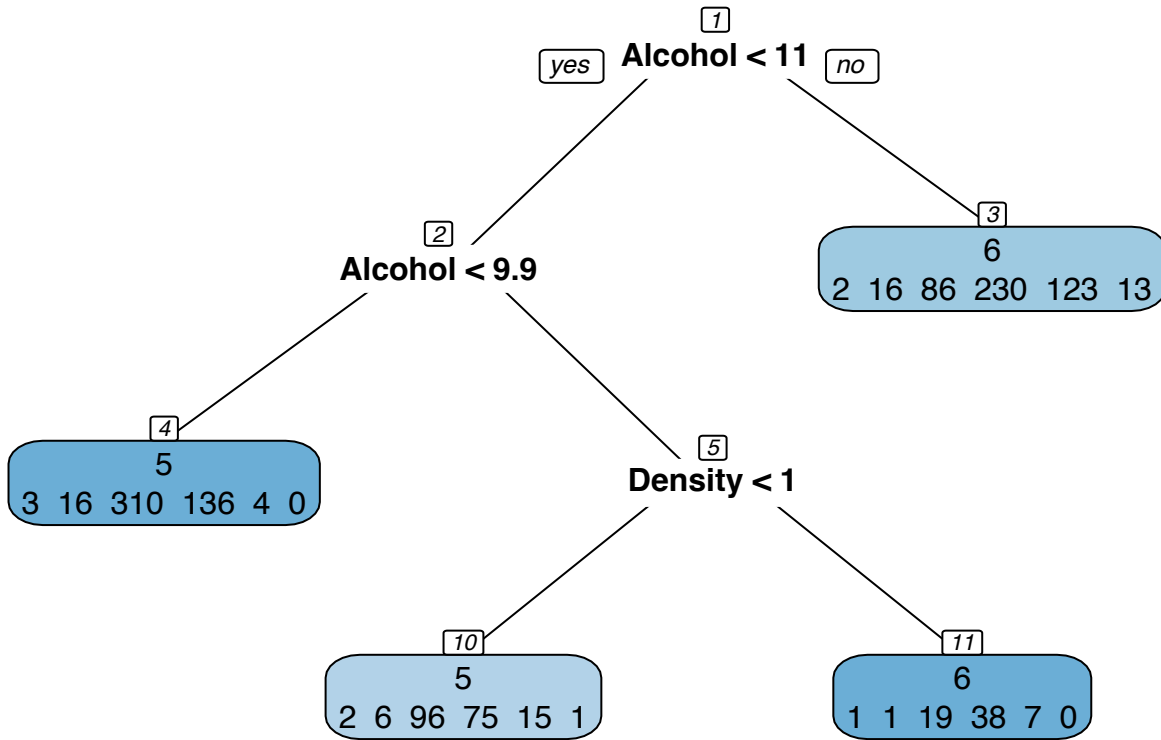 1
yes Alcohol < 11 no
3
6
2 16 86 230 123 13
2
Alcohol < 9.9
4
5
3 16 310 136 4 0
5
Density < 1
10
5
2 6 96 75 15 1
11
6
1 1 19 38 7 0